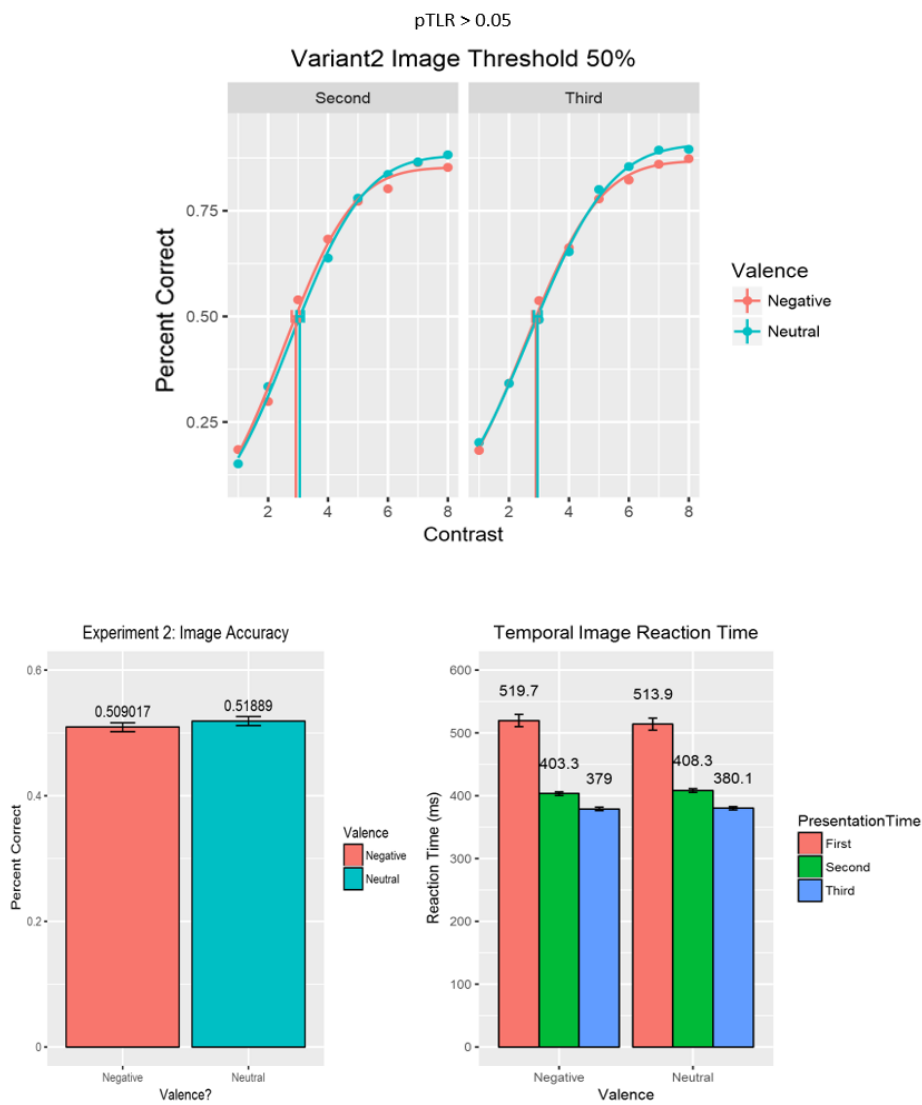 pTLR > 0.05
Variant2 Image Threshold 50%
Second Third
Percent Correct
0.75
0.50
0.25
2 4 6 8 2 4 6 8
Contrast
Valence
Negative
Neutral
Experiment 2: Image Accuracy
Percent Correct
0.6
0.4
0.2
0
0.509017 0.51889
Negative Neutral
Valence?
Valence
Negative
Neutral
Temporal Image Reaction Time
Reaction Time (ms)
600
500
400
300
200
100
0
519.7 403.3 379 513.9 408.3 380.1
Negative Neutral
Valence
PresentationTime
First
Second
Third